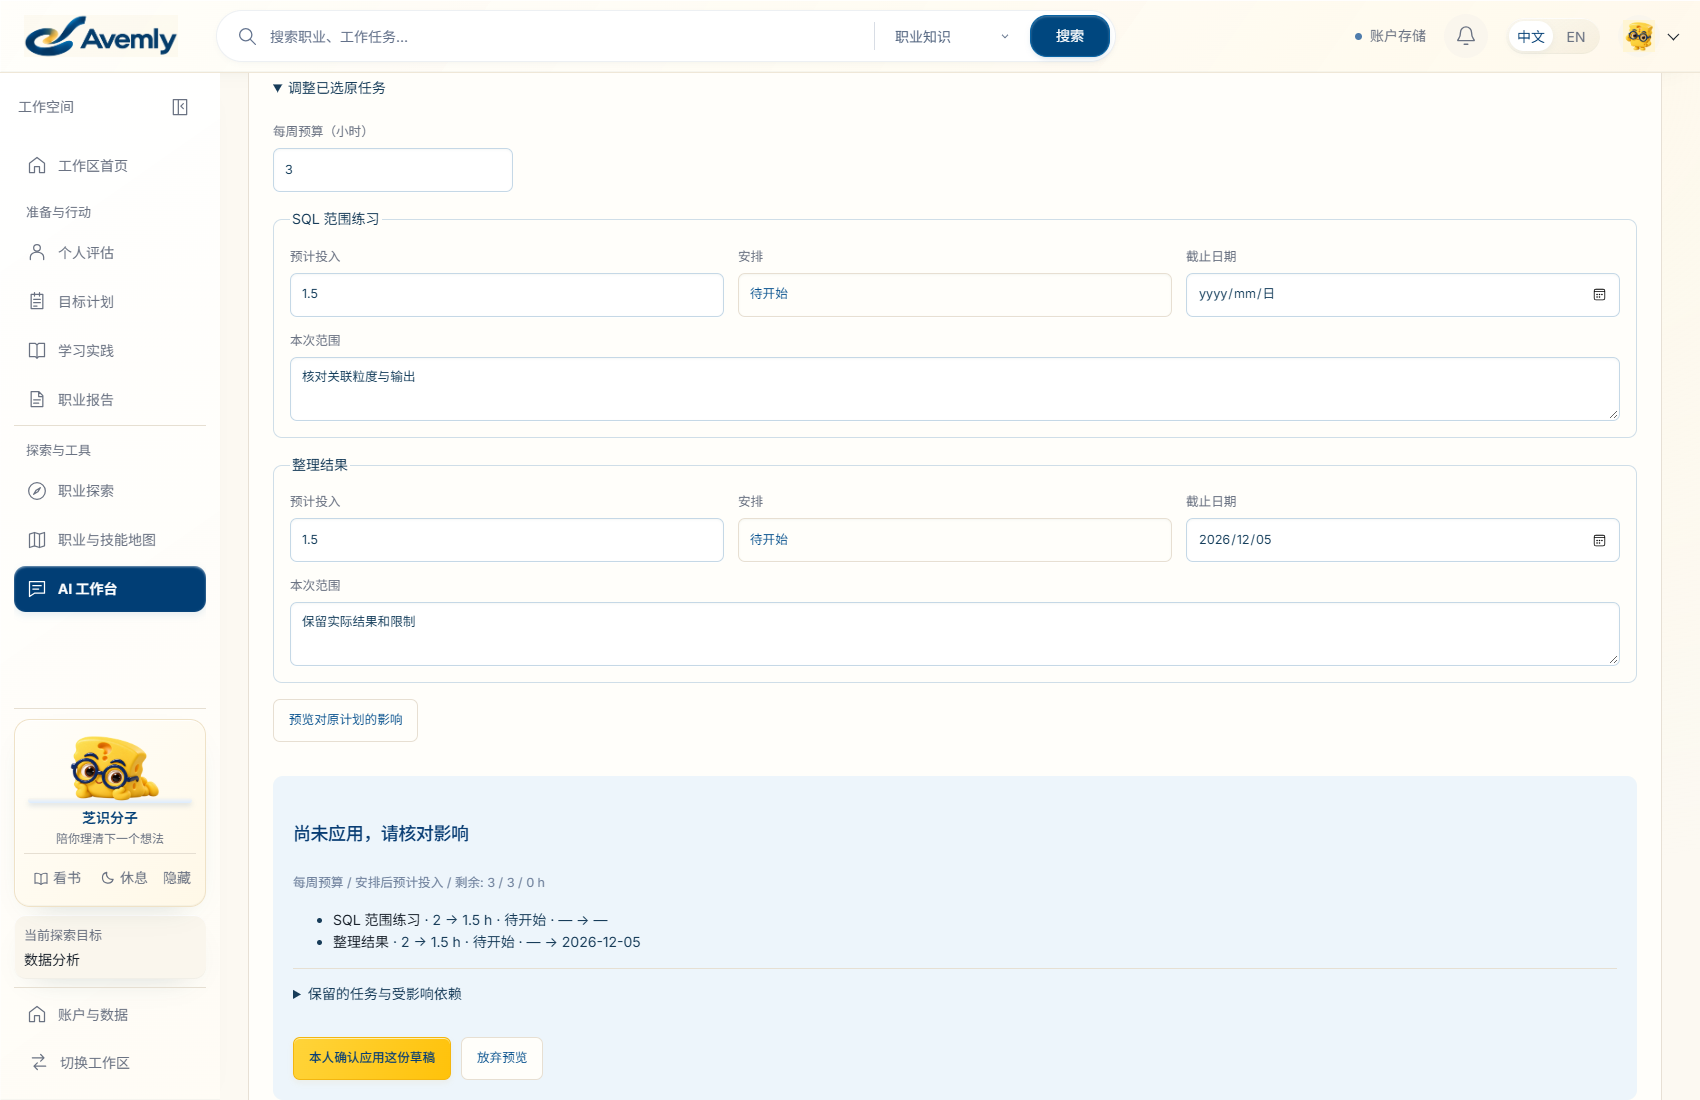 Avemly
搜索职业、工作任务...
职业知识
搜索
账户存储
中文
EN
工作空间
工作区首页
准备与行动
个人评估
目标计划
学习实践
职业报告
探索与工具
职业探索
职业与技能地图
AI 工作台
芝识分子
陪你理清下一个想法
看书
休息
隐藏
当前探索目标
数据分析
账户与数据
切换工作区
▼ 调整已选原任务
每周预算（小时）
3
SQL 范围练习
预计投入
安排
截止日期
1.5
待开始
yyyy/mm/日
本次范围
核对关联粒度与输出
整理结果
预计投入
安排
截止日期
1.5
待开始
2026/12/05
本次范围
保留实际结果和限制
预览对原计划的影响
尚未应用，请核对影响
每周预算 / 安排后预计投入 / 剩余: 3 / 3 / 0 h
• SQL 范围练习 · 2 → 1.5 h · 待开始 · — → —
• 整理结果 · 2 → 1.5 h · 待开始 · — → 2026-12-05
▶ 保留的任务与受影响依赖
本人确认应用这份草稿
放弃预览